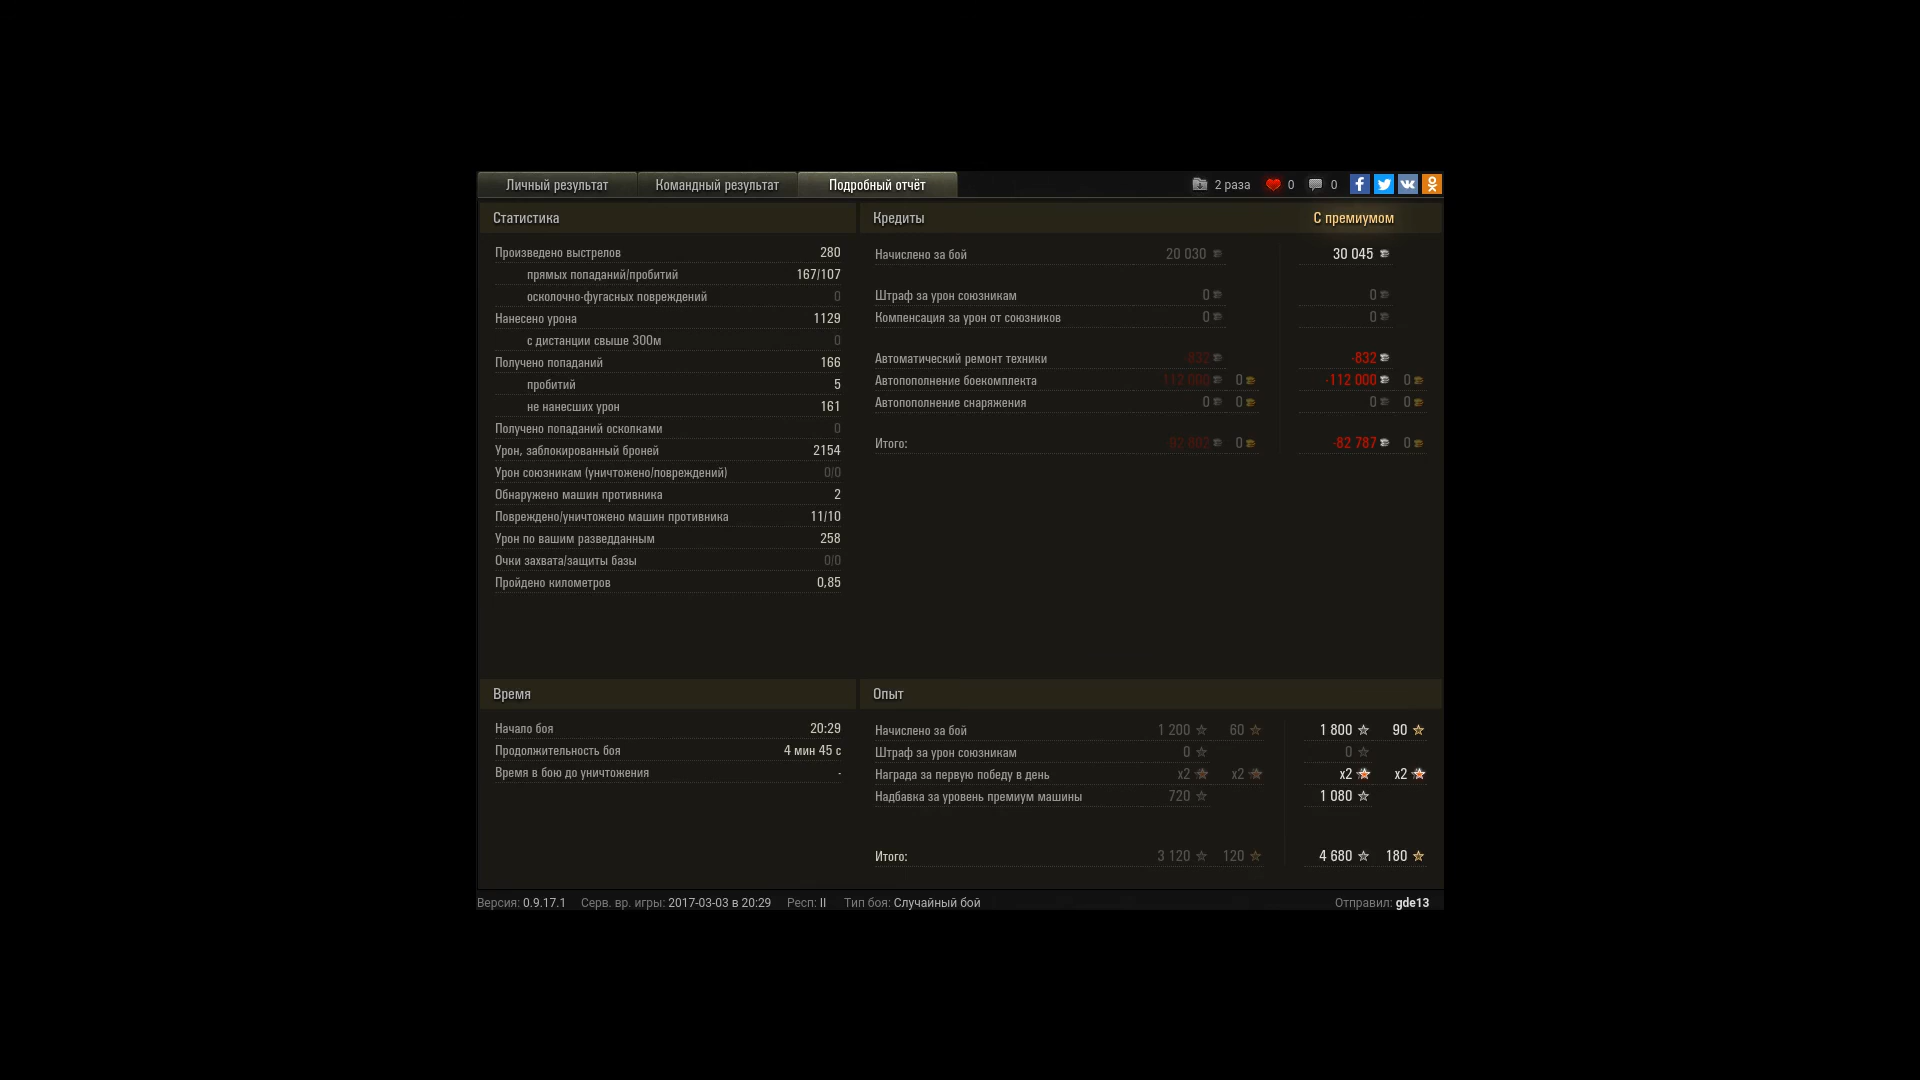 Личный результат Командный результат Подробный отчёт 2 раза 0 0
Статистика
Произведено выстрелов 280
прямых попаданий/пробитий 167/107
осколочно-фугасных повреждений 0
Нанесено урона 1129
с дистанции свыше 300м 0
Получено попаданий 166
пробитий 5
не нанесших урон 161
Получено попаданий осколками 0
Урон, заблокированный броней 2154
Урон союзникам (уничтожено/повреждений) 0/0
Обнаружено машин противника 2
Повреждено/уничтожено машин противника 11/10
Урон по вашим разведданным 258
Очки захвата/защиты базы 0/0
Пройдено километров 0,85
Кредиты С премиумом
Начислено за бой 20 030 30 045
Штраф за урон союзникам 0 0
Компенсация за урон от союзников 0 0
Автоматический ремонт техники -832 -832
Автопополнение боекомплекта -112 000 0 -112 000 0
Автопополнение снаряжения 0 0 0 0
Итого: -92 802 0 -82 787 0
Время
Начало боя 20:29
Продолжительность боя 4 мин 45 с
Время в бою до уничтожения -
Опыт
Начислено за бой 1 200 60 1 800 90
Штраф за урон союзникам 0 0
Награда за первую победу в день x2 x2 x2 x2
Надбавка за уровень премиум машины 720 1 080
Итого: 3 120 120 4 680 180
Версия: 0.9.17.1 Серв. вр. игры: 2017-03-03 в 20:29 Респ: II Тип боя: Случайный бой Отправил: gde13